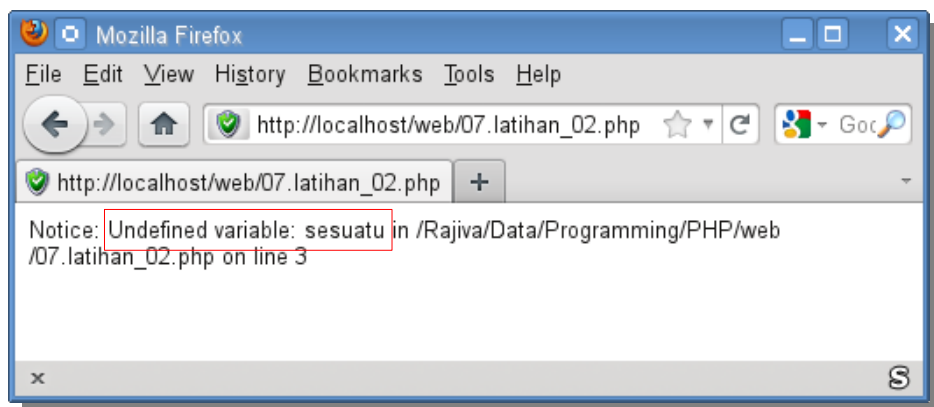 Mozilla Firefox
File Edit View History Bookmarks Tools Help
http://localhost/web/07.latihan_02.php
http://localhost/web/07.latihan_02.php
Notice: Undefined variable: sesuatu in /Rajiva/Data/Programming/PHP/web
/07.latihan_02.php on line 3
S